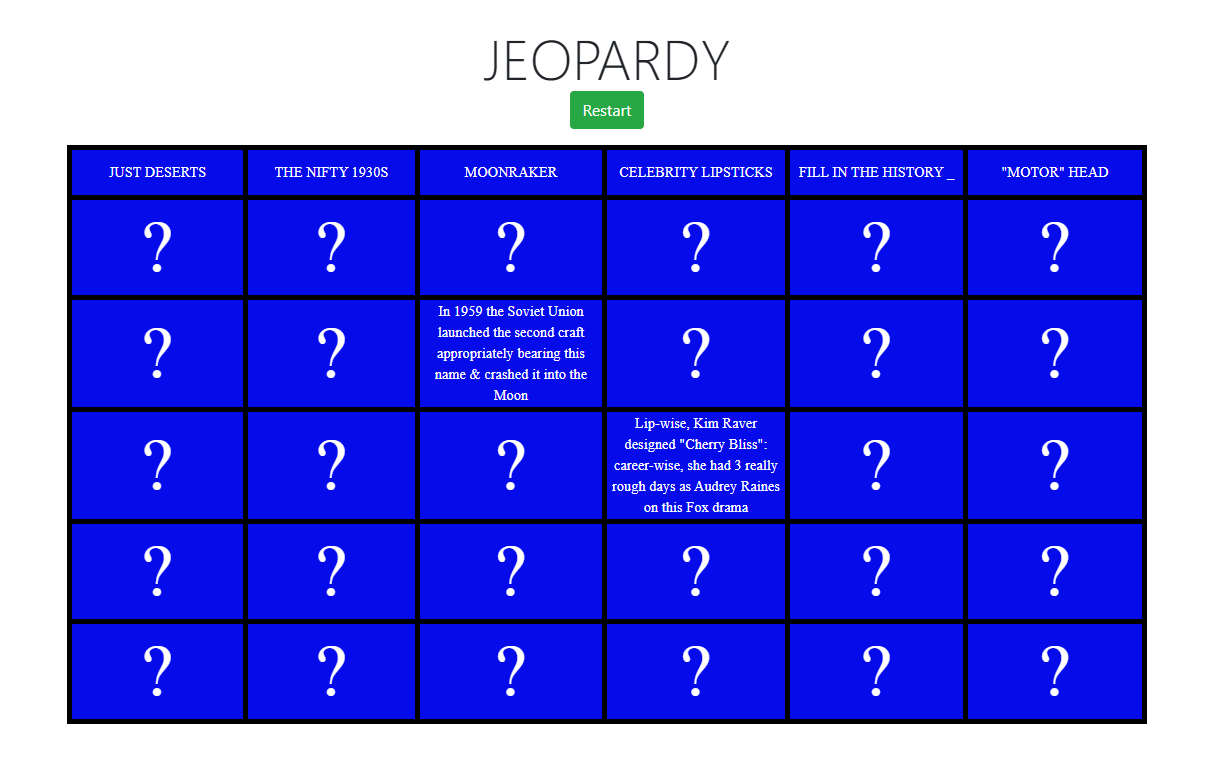 JEOPARDY
Restart
JUST DESERTS THE NIFTY 1930S MOONRAKER CELEBRITY LIPSTICKS FILL IN THE HISTORY _ "MOTOR" HEAD
? ? ? ? ? ?
? ? In 1959 the Soviet Union
launched the second craft
appropriately bearing this
name & crashed it into the
Moon
? ? ?
? ? ? Lip-wise, Kim Raver
designed "Cherry Bliss":
career-wise, she had 3 really
rough days as Audrey Raines
on this Fox drama
? ?
? ? ? ? ? ?
? ? ? ? ? ?